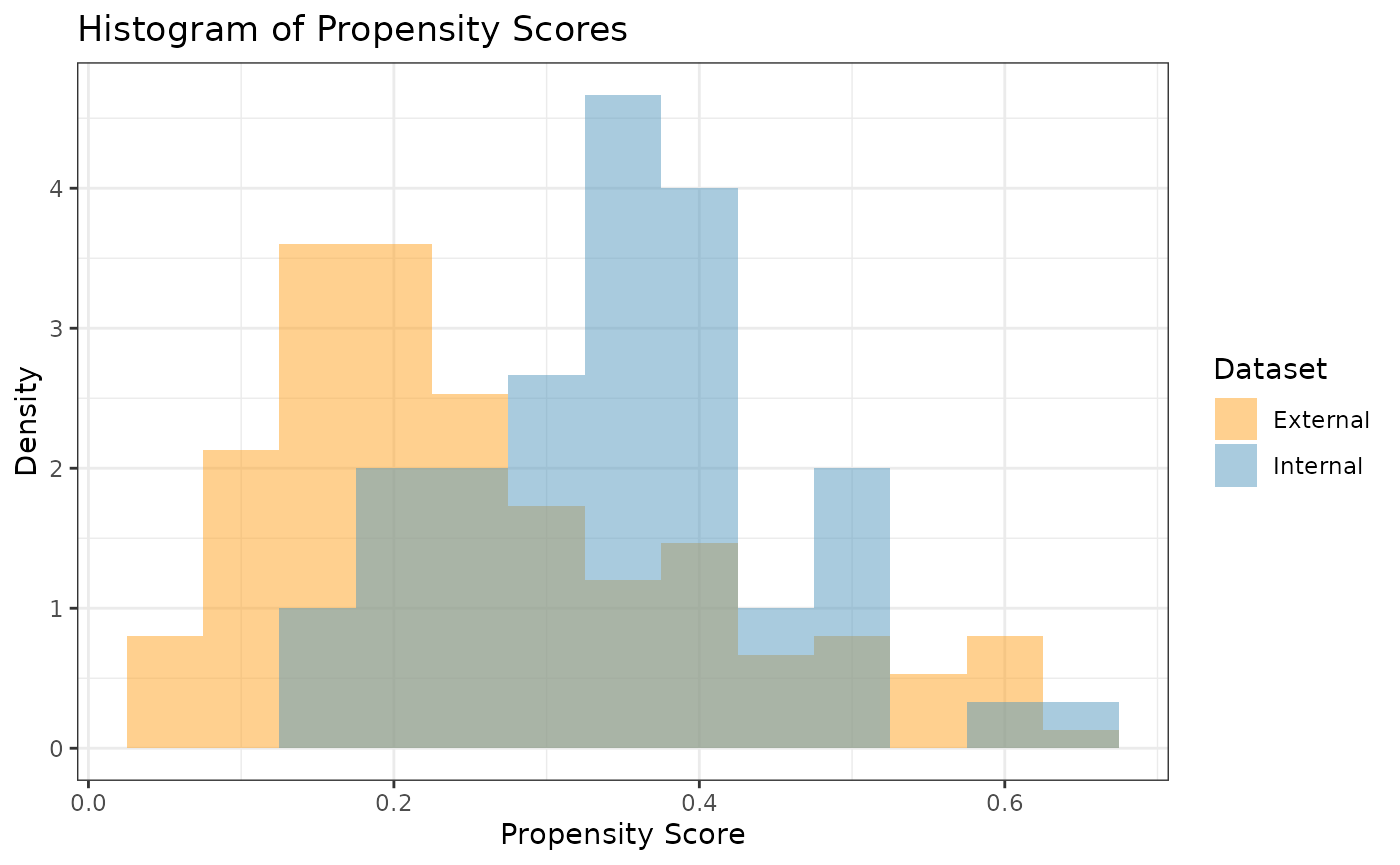 Histogram of Propensity Scores
4
3
2
1
0
Density
0.0
0.2
0.4
0.6
Propensity Score
Dataset
External
Internal